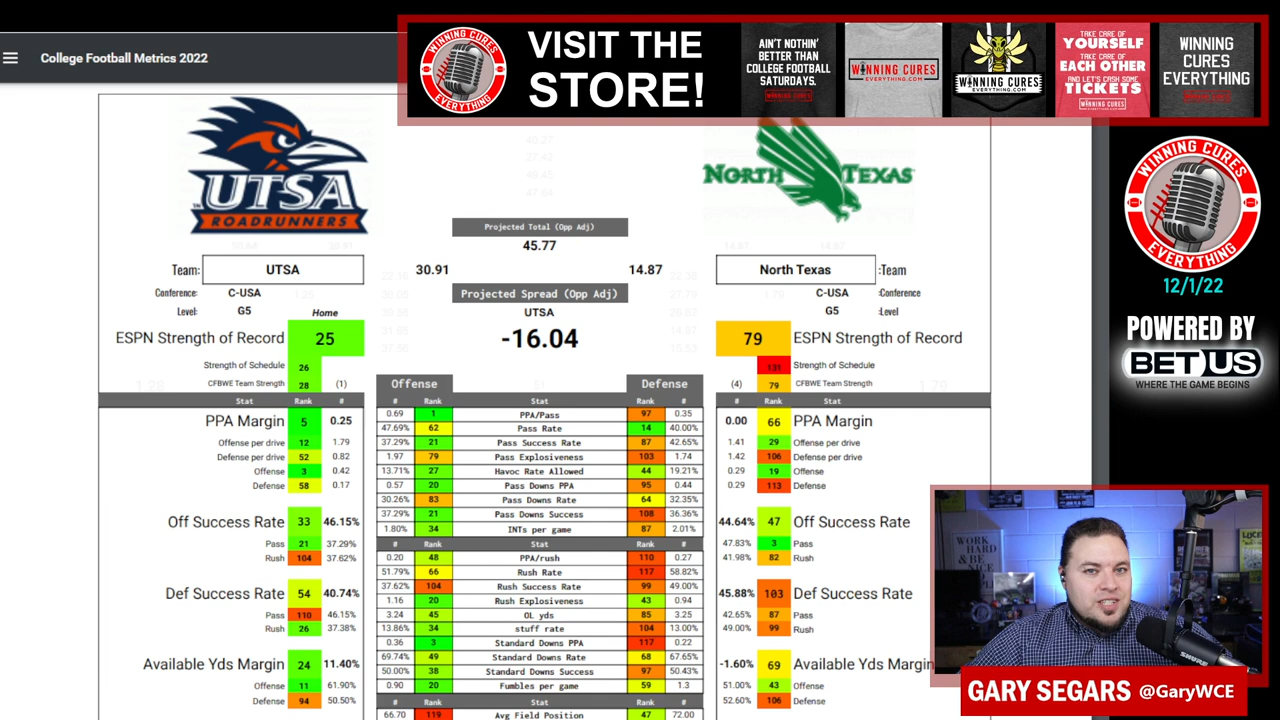 College Football Metrics 2022
WINNING CURES
EVERYTHING
VISIT THE
STORE!
AIN'T NOTHIN'
BETTER THAN
COLLEGE FOOTBALL
SATURDAYS.
WINNING CURES
EVERYTHING.COM
WINNING CURES
EVERYTHING.COM
TAKE CARE OF
YOURSELF
TAKE CARE OF
EACH OTHER
AND LET'S CASH SOME
TICKETS
WINNING CURES
WINNING
CURES
EVERYTHING
UTSA
ROADRUNNERS
NORTH TEXAS
Projected Total (Opp Adj)
45.77
Team: UTSA 30.91 14.87 North Texas :Team
Conference: C-USA Projected Spread (Opp Adj) C-USA :Conference
Level: G5 UTSA G5 :Level
Home
ESPN Strength of Record 25 -16.04 79 ESPN Strength of Record
Strength of Schedule 26 131 Strength of Schedule
CFBWE Team Strength 28 (1) Offense Defense (4) 79 CFBWE Team Strength
Stat Rank # # Rank Stat Rank # # Rank Stat
PPA Margin 5 0.25 0.69 1 PPA/Pass 97 0.35 0.00 66 PPA Margin
47.69% 62 Pass Rate 14 40.00%
Offense per drive 12 1.79 37.29% 21 Pass Success Rate 87 42.65% 1.41 29 Offense per drive
Defense per drive 52 0.82 1.97 79 Pass Explosiveness 103 1.74 1.42 106 Defense per drive
Offense 3 0.42 13.71% 27 Havoc Rate Allowed 44 19.21% 0.29 19 Offense
Defense 58 0.17 0.57 20 Pass Downs PPA 95 0.44 0.29 113 Defense
30.26% 83 Pass Downs Rate 64 32.35%
Off Success Rate 33 46.15% 37.29% 21 Pass Downs Success 108 36.36% 44.64% 47 Off Success Rate
1.80% 34 INTs per game 87 2.01%
Pass 21 37.29% # Rank Stat Rank # 47.83% 3 Pass
Rush 104 37.62% 0.20 48 PPA/rush 110 0.27 41.98% 82 Rush
51.79% 66 Rush Rate 117 58.82%
37.62% 104 Rush Success Rate 99 49.00%
Def Success Rate 54 40.74% 1.16 20 Rush Explosiveness 43 0.94 45.88% 103 Def Success Rate
Pass 110 46.15% 3.24 45 OL yds 85 3.25 42.65% 87 Pass
Rush 26 37.38% 13.86% 34 stuff rate 104 13.00% 49.00% 99 Rush
0.36 3 Standard Downs PPA 117 0.22
Available Yds Margin 24 11.40% 69.74% 49 Standard Downs Rate 68 67.65% -1.60% 69 Available Yds Margin
50.00% 38 Standard Downs Success 97 50.43%
Offense 11 61.90% 0.90 20 Fumbles per game 59 1.3 51.00% 43 Offense
Defense 94 50.50% # Rank Stat Rank # 52.60% 106 Defense
66.70 119 Avg Field Position 47 72.00
WINNING CURES
EVERYTHING
12/1/22
POWERED BY
BETUS
WHERE THE GAME BEGINS
WORK
HARD &
SHURE
GARY SEGARS @GaryWCE